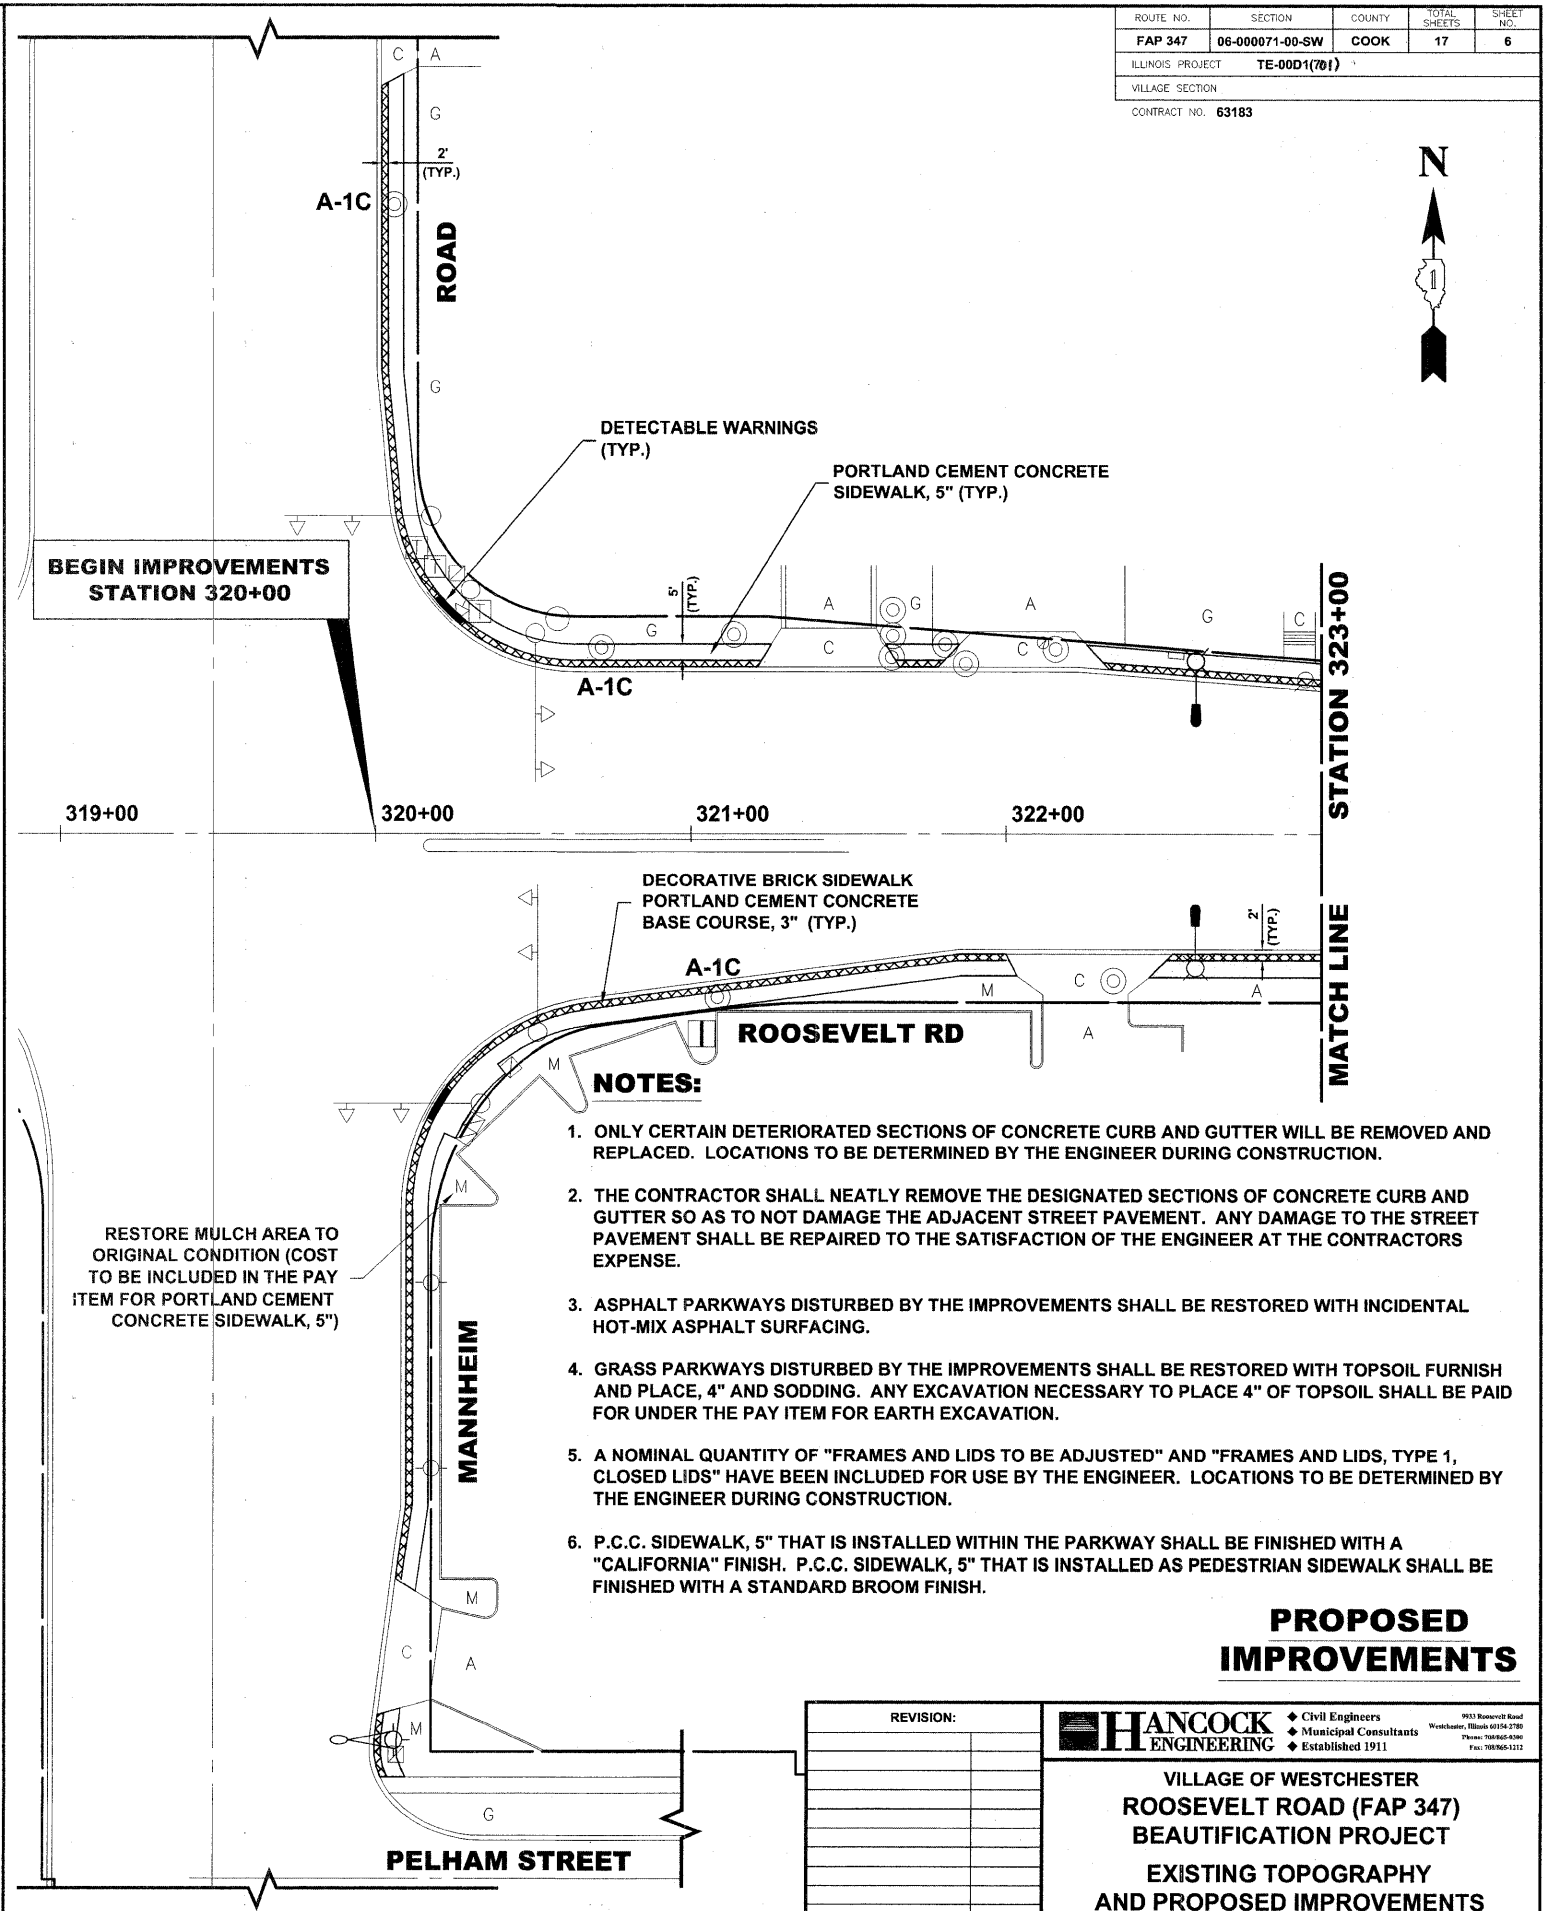 ROUTE NO. SECTION COUNTY TOTAL SHEETS SHEET NO.
FAP 347 06-000071-00-SW COOK 17 6
ILLINOIS PROJECT TE-00D1(701)
VILLAGE SECTION
CONTRACT NO. 63183
N
1
C A
G
2'
(TYP.)
A-1C
ROAD
G
DETECTABLE WARNINGS
(TYP.)
PORTLAND CEMENT CONCRETE
SIDEWALK, 5" (TYP.)
BEGIN IMPROVEMENTS
STATION 320+00
T
T
T
5'
(TYP.)
G
A
C
G
A
C
G
C
A-1C
MATCH LINE STATION 323+00
319+00
320+00
321+00
322+00
DECORATIVE BRICK SIDEWALK
PORTLAND CEMENT CONCRETE
BASE COURSE, 3" (TYP.)
2'
(TYP.)
A-1C
M
C
A
A
ROOSEVELT RD
M
M
NOTES:
1. ONLY CERTAIN DETERIORATED SECTIONS OF CONCRETE CURB AND GUTTER WILL BE REMOVED AND
REPLACED. LOCATIONS TO BE DETERMINED BY THE ENGINEER DURING CONSTRUCTION.
2. THE CONTRACTOR SHALL NEATLY REMOVE THE DESIGNATED SECTIONS OF CONCRETE CURB AND
GUTTER SO AS TO NOT DAMAGE THE ADJACENT STREET PAVEMENT. ANY DAMAGE TO THE STREET
PAVEMENT SHALL BE REPAIRED TO THE SATISFACTION OF THE ENGINEER AT THE CONTRACTORS
EXPENSE.
3. ASPHALT PARKWAYS DISTURBED BY THE IMPROVEMENTS SHALL BE RESTORED WITH INCIDENTAL
HOT-MIX ASPHALT SURFACING.
4. GRASS PARKWAYS DISTURBED BY THE IMPROVEMENTS SHALL BE RESTORED WITH TOPSOIL FURNISH
AND PLACE, 4" AND SODDING. ANY EXCAVATION NECESSARY TO PLACE 4" OF TOPSOIL SHALL BE PAID
FOR UNDER THE PAY ITEM FOR EARTH EXCAVATION.
5. A NOMINAL QUANTITY OF "FRAMES AND LIDS TO BE ADJUSTED" AND "FRAMES AND LIDS, TYPE 1,
CLOSED LIDS" HAVE BEEN INCLUDED FOR USE BY THE ENGINEER. LOCATIONS TO BE DETERMINED BY
THE ENGINEER DURING CONSTRUCTION.
6. P.C.C. SIDEWALK, 5" THAT IS INSTALLED WITHIN THE PARKWAY SHALL BE FINISHED WITH A
"CALIFORNIA" FINISH. P.C.C. SIDEWALK, 5" THAT IS INSTALLED AS PEDESTRIAN SIDEWALK SHALL BE
FINISHED WITH A STANDARD BROOM FINISH.
RESTORE MULCH AREA TO
ORIGINAL CONDITION (COST
TO BE INCLUDED IN THE PAY
ITEM FOR PORTLAND CEMENT
CONCRETE SIDEWALK, 5")
MANNHEIM
M
C
A
M
G
PELHAM STREET
PROPOSED
IMPROVEMENTS
REVISION:
HANCOCK
ENGINEERING
◆ Civil Engineers
◆ Municipal Consultants
◆ Established 1911
9933 Roosevelt Road
Westchester, Illinois 60154-2780
Phone: 708/865-0300
Fax: 708/865-1212
VILLAGE OF WESTCHESTER
ROOSEVELT ROAD (FAP 347)
BEAUTIFICATION PROJECT
EXISTING TOPOGRAPHY
AND PROPOSED IMPROVEMENTS